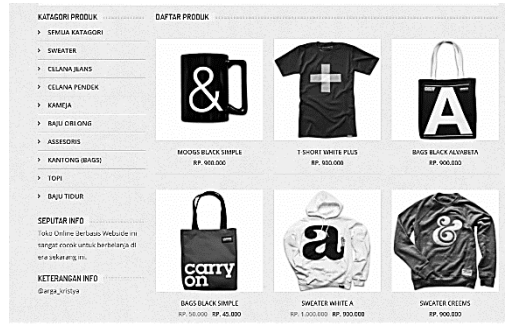 KATAGORI PRODUK
SEMUA KATAGORI
SWEATER
CELANA JEANS
CELANA PENDEK
KAMEJA
BAJU OBLONG
ASSESORIS
KANTONG (BAGS)
TOPI
BAJU TIDUR
SEPUTAR INFO
Toko Online Berbasis Webside ini
sangat cocok untuk berbelanja di
era sekarang ini.
KETERANGAN INFO
@arga_kristya
DAFTAR PRODUK
&
MOOGS BLACK SIMPLE
RP. 900.000
T-SHORT WHITE PLUS
RP. 900.000
A
BAGS BLACK ALVABETA
RP. 900.000
carry
on
BAGS BLACK SIMPLE
RP. 50.000 RP. 45.000
a
SWEATER WHITE A
RP. 1.000.000 RP. 900.000
&
SWEATER CREEMS
RP. 900.000